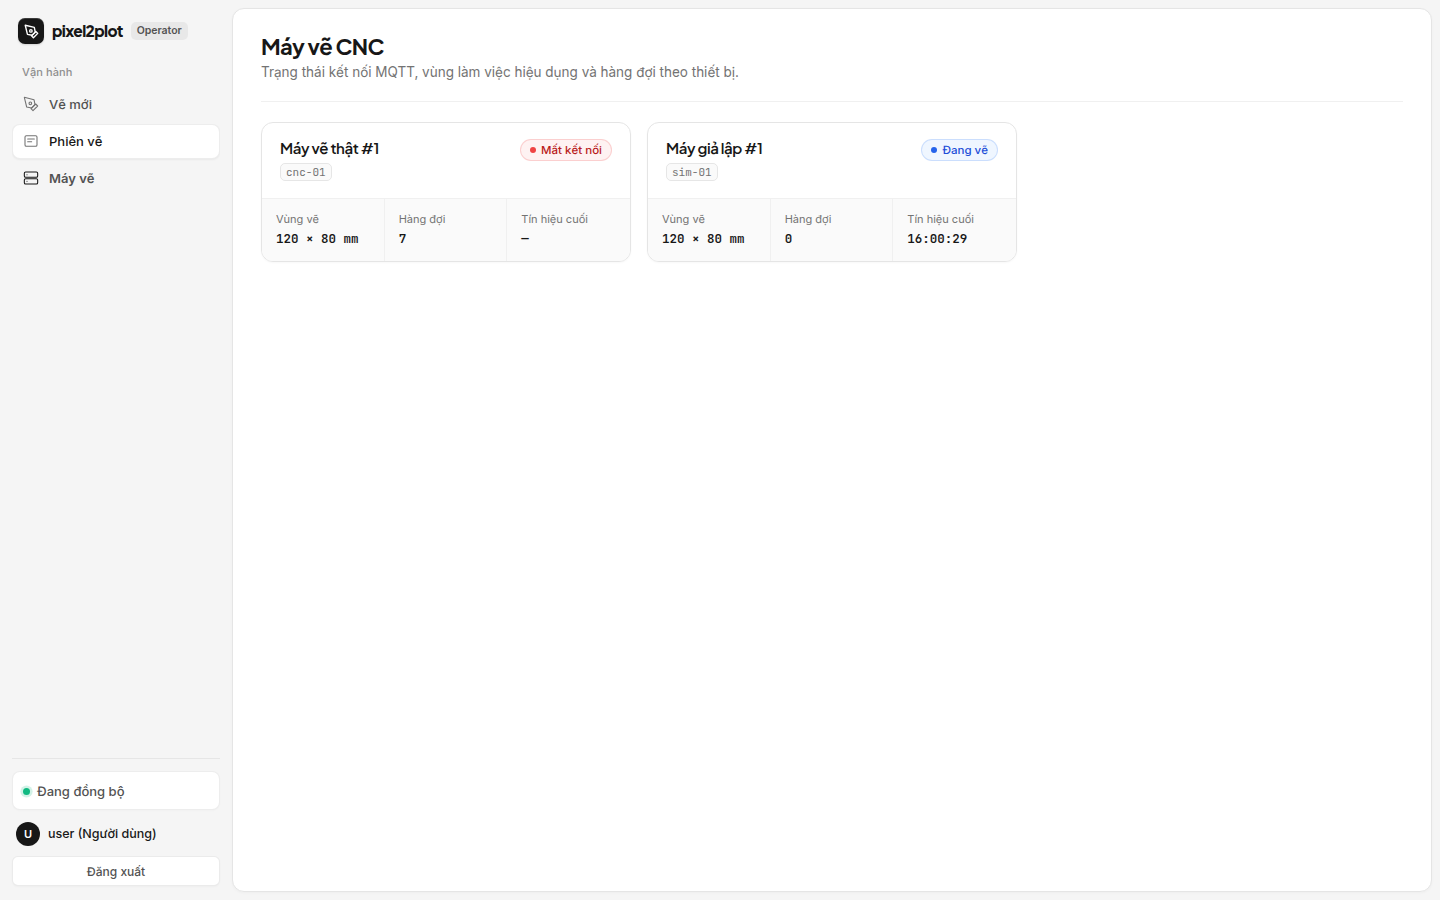 pixel2plot Operator
Vận hành
Vẽ mới
Phiên vẽ
Máy vẽ
Đang đồng bộ
U user (Người dùng)
Đăng xuất
Máy vẽ CNC
Trạng thái kết nối MQTT, vùng làm việc hiệu dụng và hàng đợi theo thiết bị.
Máy vẽ thật #1 Mất kết nối
cnc-01
Vùng vẽ Hàng đợi Tín hiệu cuối
120 × 80 mm 7 —
Máy giả lập #1 Đang vẽ
sim-01
Vùng vẽ Hàng đợi Tín hiệu cuối
120 × 80 mm 0 16:00:29